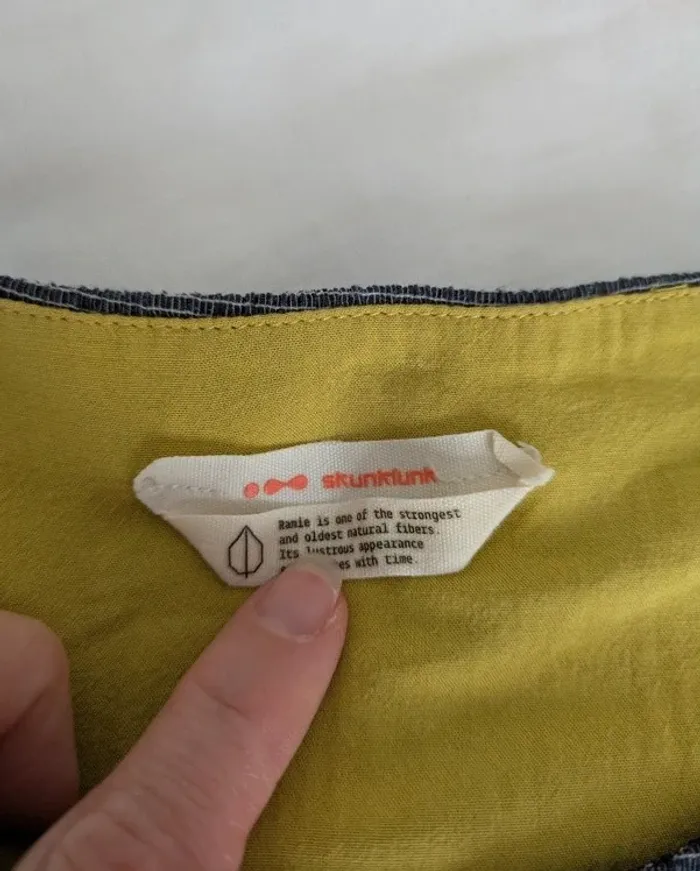 skunkfunk
Ramie is one of the strongest
and oldest natural fibers.
Its lustrous appearance
with time.